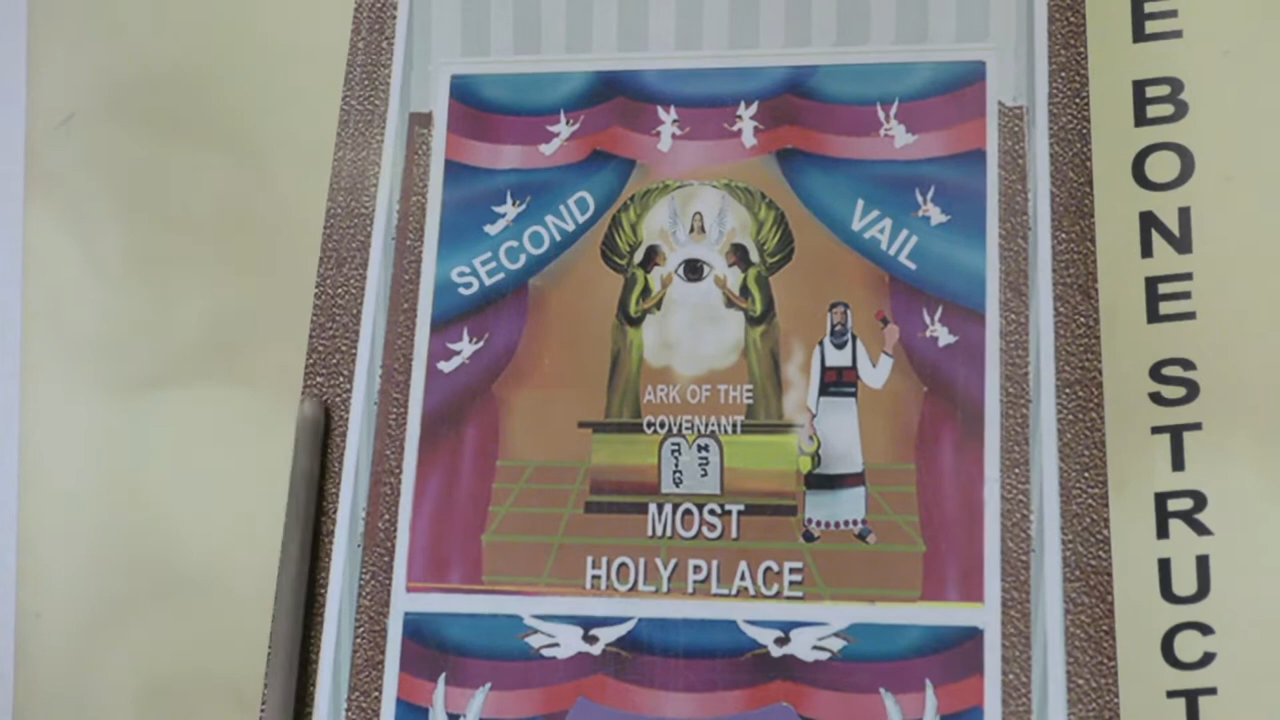 SECOND
VAIL
ARK OF THE
COVENANT
MOST
HOLY PLACE
E BONE STRUCT